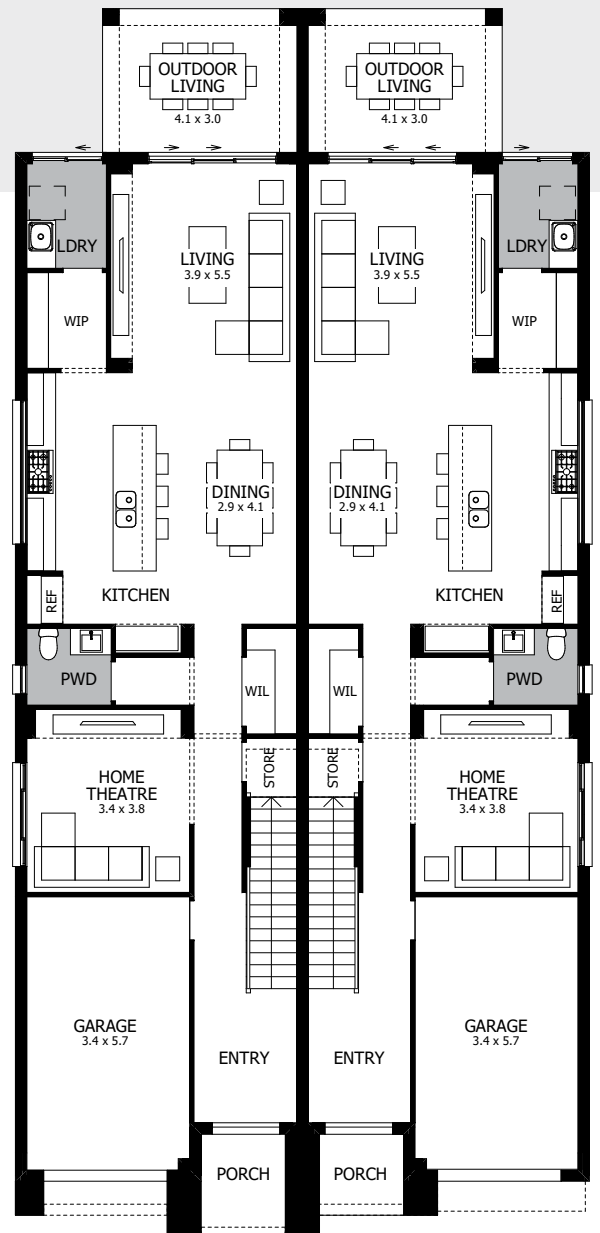 OUTDOOR
LIVING
4.1 x 3.0
OUTDOOR
LIVING
4.1 x 3.0
LDRY
LIVING
3.9 x 5.5
LIVING
3.9 x 5.5
LDRY
WIP
WIP
DINING
2.9 x 4.1
DINING
2.9 x 4.1
REF
KITCHEN
KITCHEN
REF
PWD
WIL
WIL
PWD
STORE
STORE
HOME
THEATRE
3.4 x 3.8
HOME
THEATRE
3.4 x 3.8
GARAGE
3.4 x 5.7
GARAGE
3.4 x 5.7
ENTRY
ENTRY
PORCH
PORCH